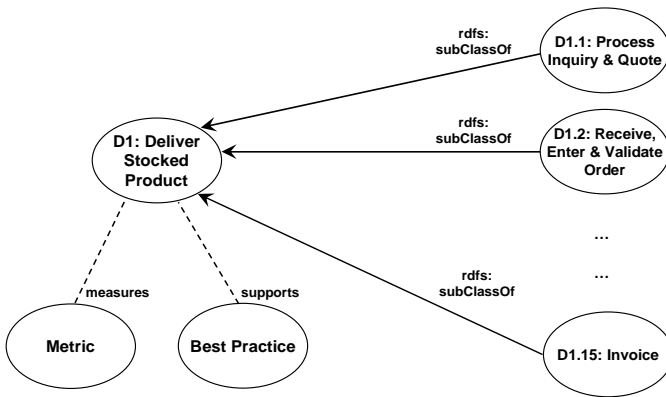 rdfs:
subClassOf
D1.1: Process
Inquiry & Quote
rdfs:
subClassOf
D1.2: Receive,
Enter & Validate
Order
D1: Deliver
Stocked
Product
...
rdfs:
subClassOf
...
measures
supports
Metric
Best Practice
D1.15: Invoice